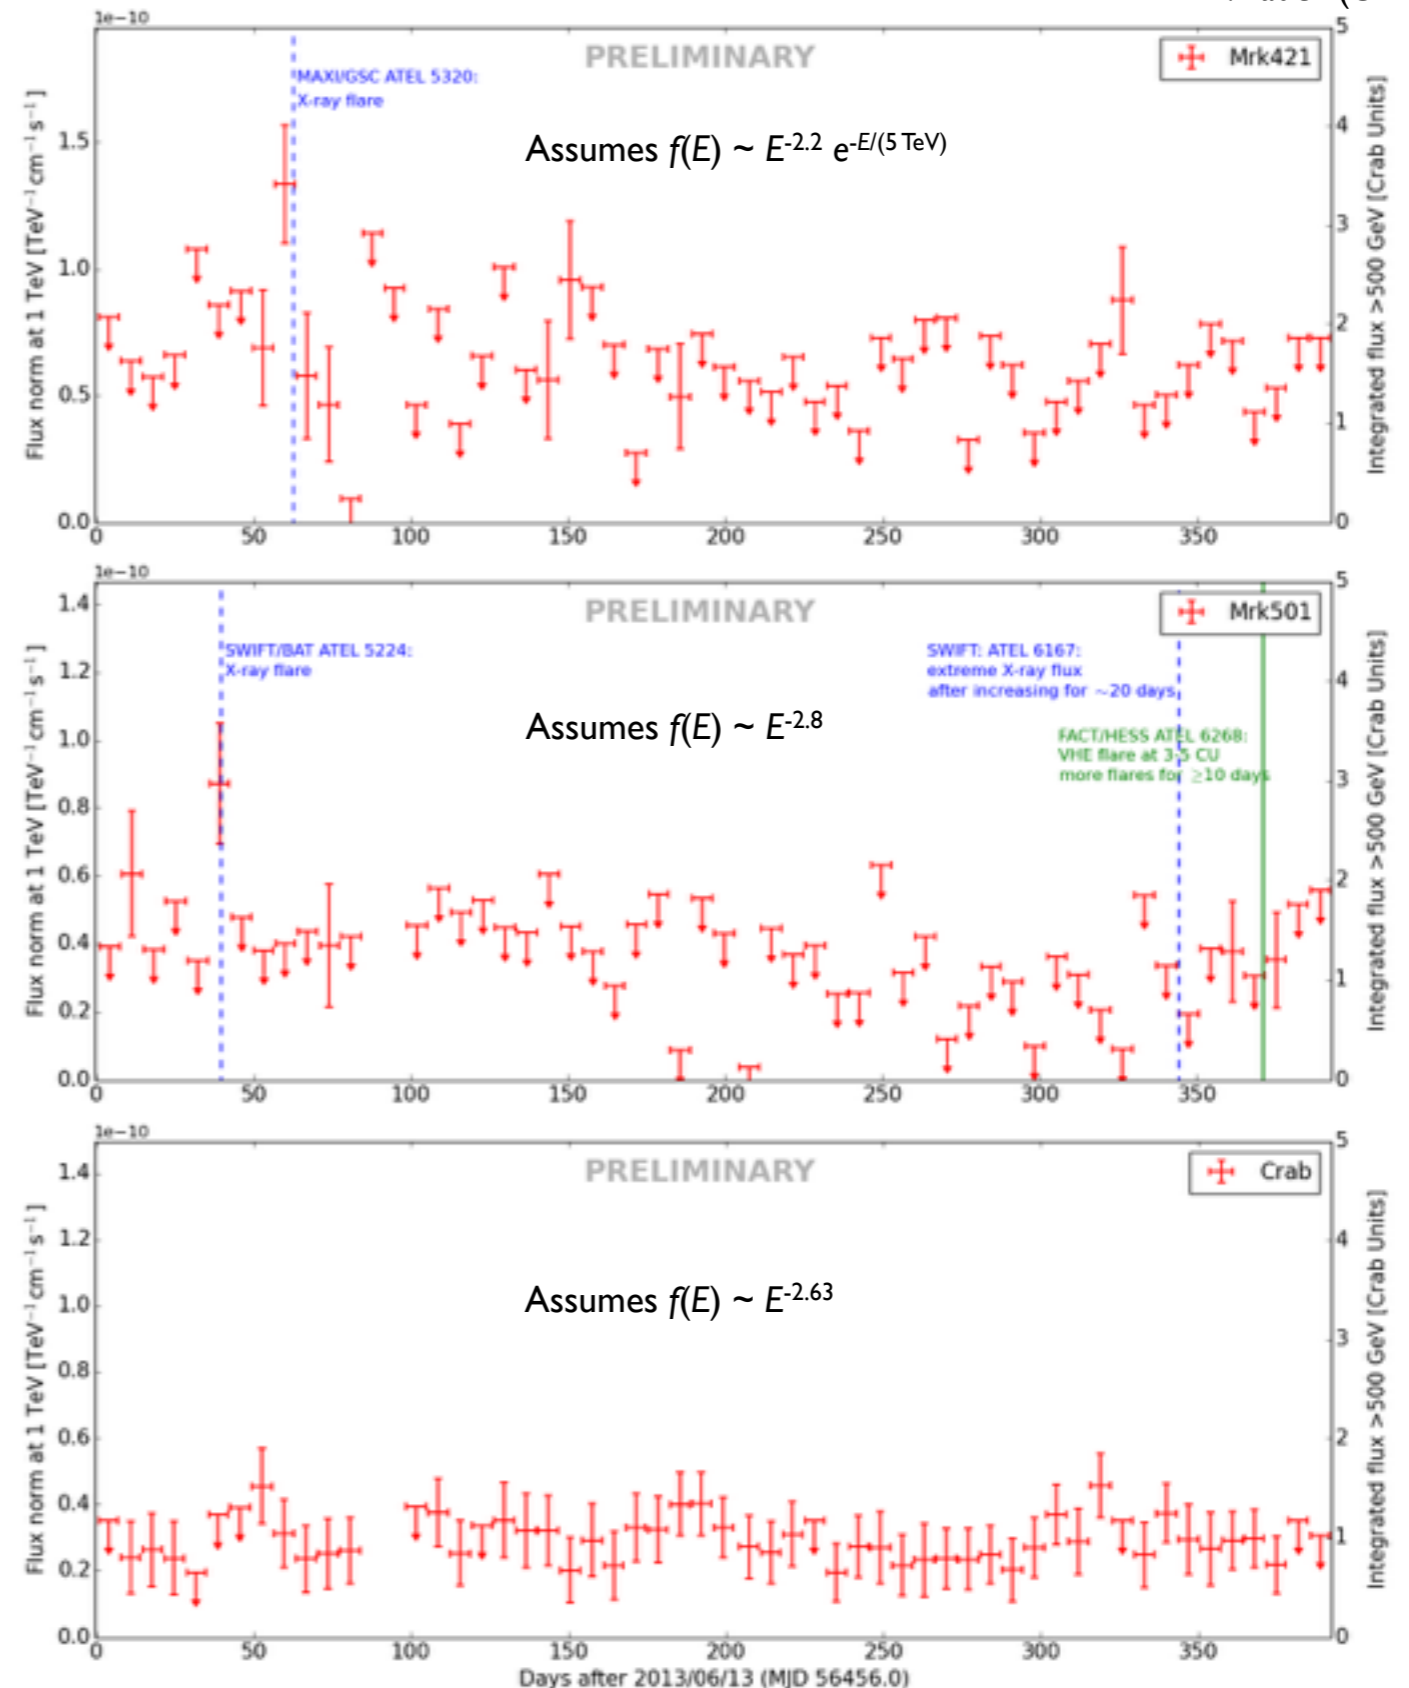 1e−10
PRELIMINARY
Mrk421
MAXI/GSC ATEL 5320:
X-ray flare
Assumes f(E) ~ E-2.2 e-E/(5 TeV)
Flux norm at 1 TeV [TeV−1 cm−1 s−1]
Integrated flux >500 GeV [Crab Units]
1.5
1.0
0.5
0.0
5
4
3
2
1
0
0 50 100 150 200 250 300 350
1e−10
PRELIMINARY
Mrk501
SWIFT/BAT ATEL 5224:
X-ray flare
SWIFT: ATEL 6167:
extreme X-ray flux
after increasing for ~20 days
Assumes f(E) ~ E-2.8
FACT/HESS ATEL 6268:
VHE flare at 3-5 CU
more flares for ≥10 days
Flux norm at 1 TeV [TeV−1 cm−1 s−1]
Integrated flux >500 GeV [Crab Units]
1.4
1.2
1.0
0.8
0.6
0.4
0.2
0.0
5
4
3
2
1
0
0 50 100 150 200 250 300 350
1e−10
PRELIMINARY
Crab
Assumes f(E) ~ E-2.63
Flux norm at 1 TeV [TeV−1 cm−1 s−1]
Integrated flux >500 GeV [Crab Units]
1.4
1.2
1.0
0.8
0.6
0.4
0.2
0.0
5
4
3
2
1
0
0 50 100 150 200 250 300 350
Days after 2013/06/13 (MJD 56456.0)